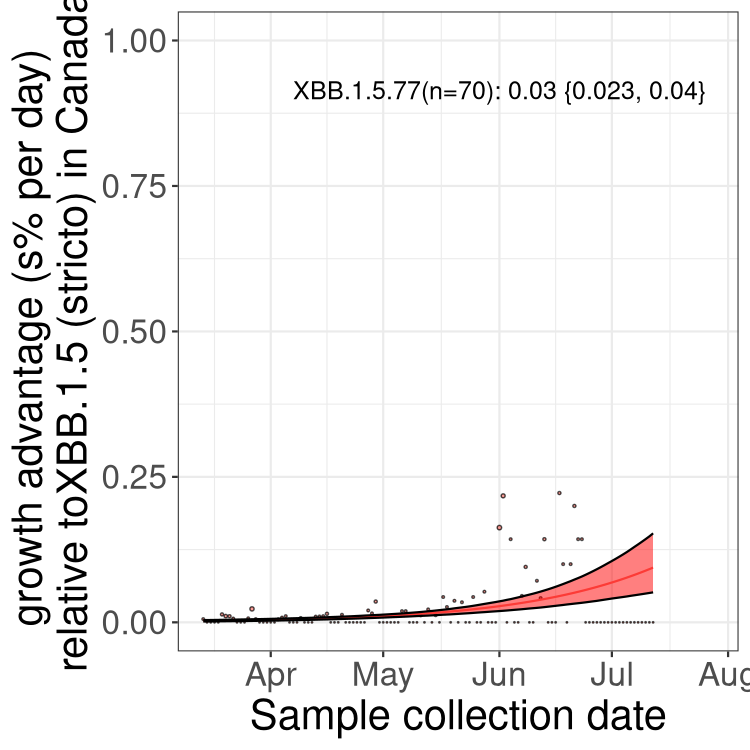 growth advantage (s% per day)
relative toXBB.1.5 (stricto) in Canada
1.00
0.75
0.50
0.25
0.00
XBB.1.5.77(n=70): 0.03 {0.023, 0.04}
Apr May Jun Jul Aug
Sample collection date